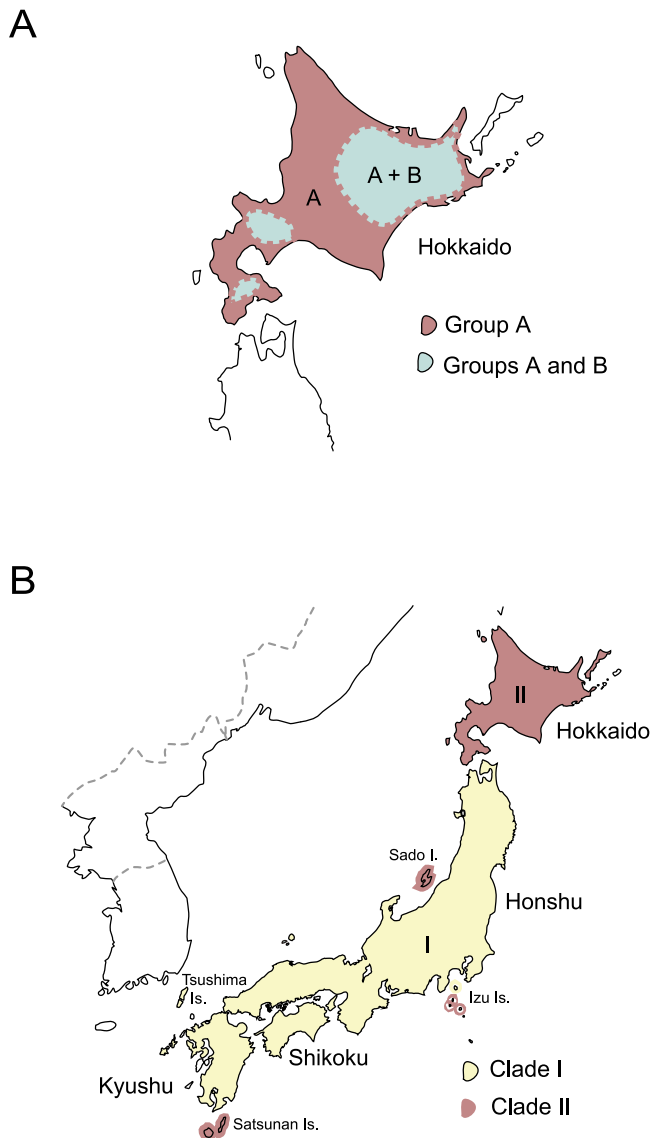 A
A + B
A
Hokkaido
Group A
Groups A and B
B
II
Hokkaido
Sado I.
Honshu
I
Tsushima
Is.
Izu Is.
Shikoku
Kyushu
Clade I
Clade II
Satsunan Is.